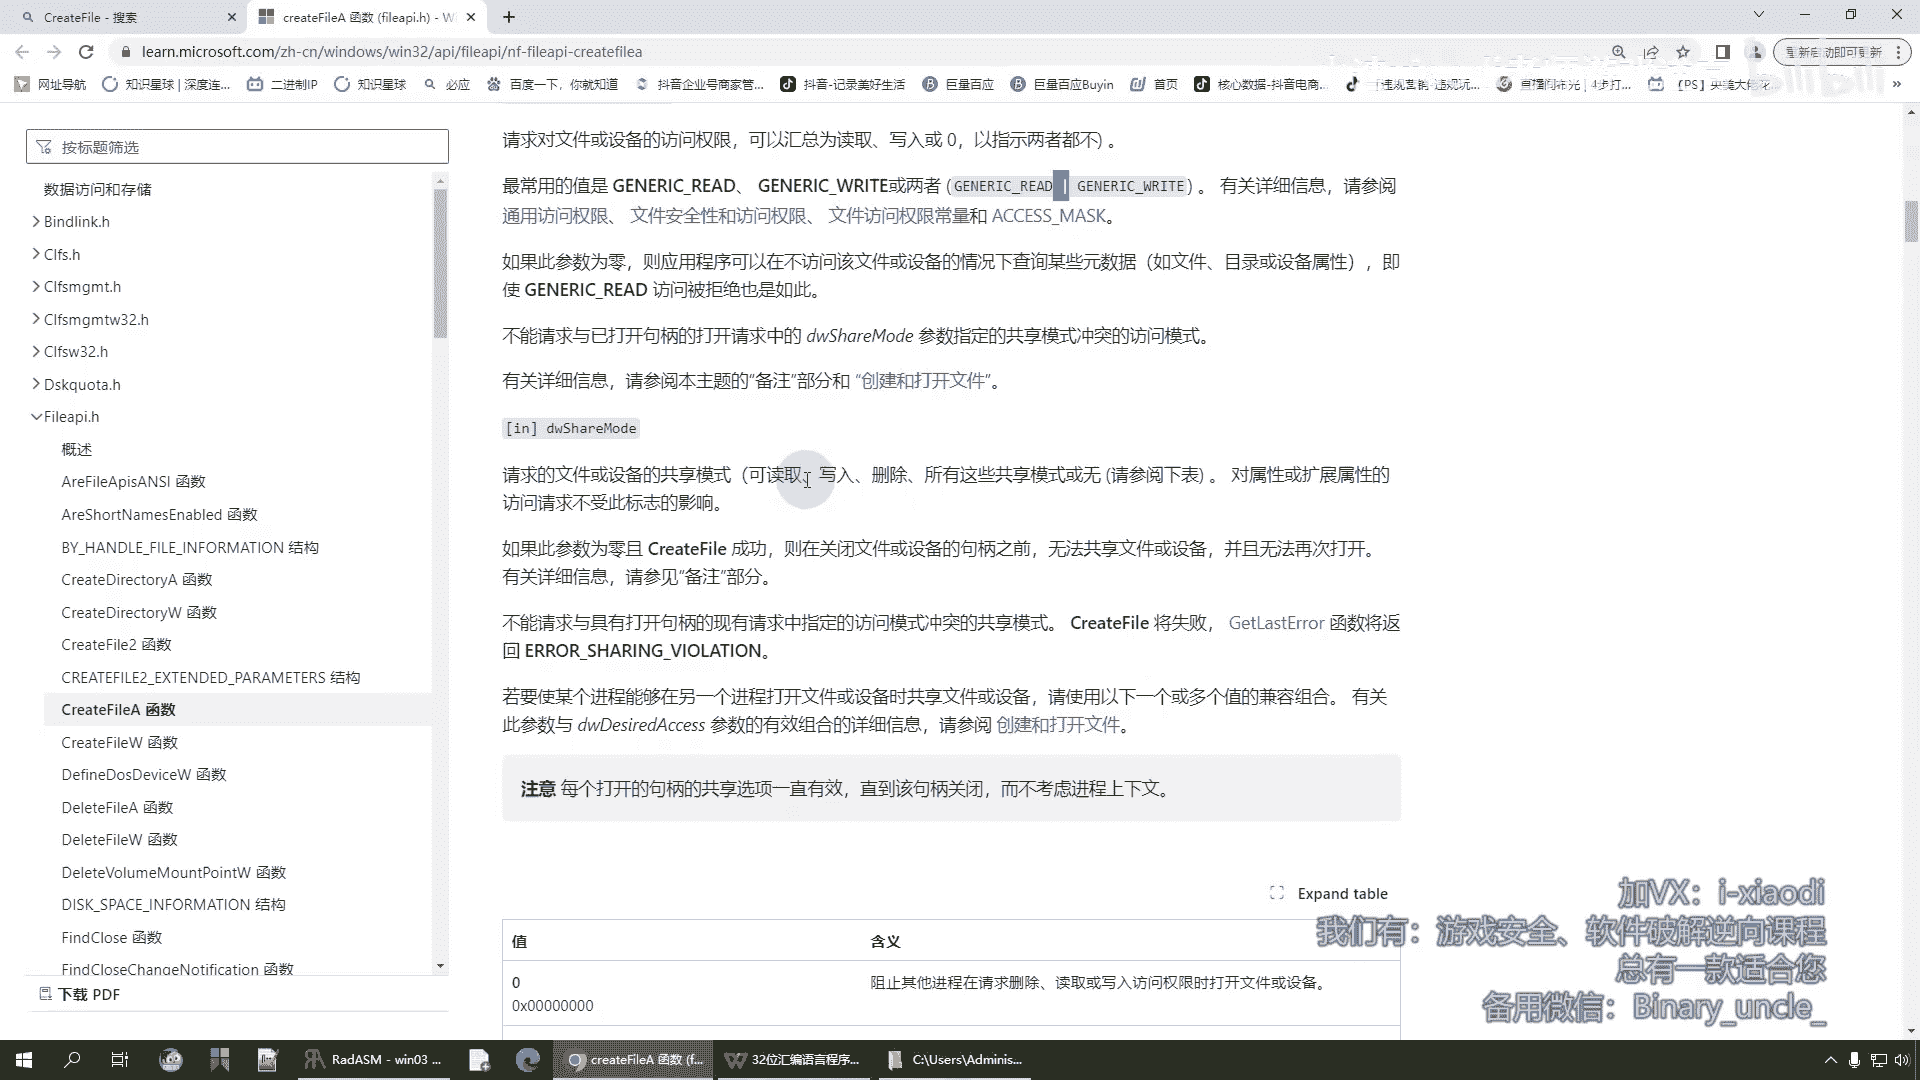 CreateFile - 搜索
createFileA 函数 (fileapi.h) - Wi
learn.microsoft.com/zh-cn/windows/win32/api/fileapi/nf-fileapi-createfilea
重新启动即可更新
网址导航
知识星球 | 深度连...
二进制IP
知识星球
必应
百度一下，你就知道
抖音企业号商家管...
抖音-记录美好生活
巨量百应
巨量百应Buyin
首页
核心数据-抖音电商...
按标题筛选
数据访问和存储
Bindlink.h
Clfs.h
Clfsmgmt.h
Clfsmgmtw32.h
Clfsw32.h
Dskquota.h
Fileapi.h
概述
AreFileApisANSI 函数
AreShortNamesEnabled 函数
BY_HANDLE_FILE_INFORMATION 结构
CreateDirectoryA 函数
CreateDirectoryW 函数
CreateFile2 函数
CREATEFILE2_EXTENDED_PARAMETERS 结构
CreateFileA 函数
CreateFileW 函数
DefineDosDeviceW 函数
DeleteFileA 函数
DeleteFileW 函数
DeleteVolumeMountPointW 函数
DISK_SPACE_INFORMATION 结构
FindClose 函数
FindCloseChangeNotification 函数
下载 PDF
请求对文件或设备的访问权限，可以汇总为读取、写入或 0，以指示两者都不) 。
最常用的值是 GENERIC_READ、 GENERIC_WRITE或两者 (GENERIC_READ | GENERIC_WRITE) 。 有关详细信息，请参阅
通用访问权限、 文件安全性和访问权限、 文件访问权限常量和 ACCESS_MASK。
如果此参数为零，则应用程序可以在不访问该文件或设备的情况下查询某些元数据（如文件、目录或设备属性），即
使 GENERIC_READ 访问被拒绝也是如此。
不能请求与已打开句柄的打开请求中的 dwShareMode 参数指定的共享模式冲突的访问模式。
有关详细信息，请参阅本主题的“备注”部分和 “创建和打开文件”。
[in] dwShareMode
请求的文件或设备的共享模式（可读取、写入、删除、所有这些共享模式或无 (请参阅下表) 。 对属性或扩展属性的
访问请求不受此标志的影响。
如果此参数为零且 CreateFile 成功，则在关闭文件或设备的句柄之前，无法共享文件或设备，并且无法再次打开。
有关详细信息，请参见“备注”部分。
不能请求与具有打开句柄的现有请求中指定的访问模式冲突的共享模式。 CreateFile 将失败， GetLastError 函数将返
回 ERROR_SHARING_VIOLATION。
若要使某个进程能够在另一个进程打开文件或设备时共享文件或设备，请使用以下一个或多个值的兼容组合。 有关
此参数与 dwDesiredAccess 参数的有效组合的详细信息，请参阅 创建和打开文件。
注意 每个打开的句柄的共享选项一直有效，直到该句柄关闭，而不考虑进程上下文。
Expand table
值 含义
0 阻止其他进程在请求删除、读取或写入访问权限时打开文件或设备。
0x00000000
加VX：i-xiaodi
我们有：游戏安全、软件破解逆向课程
总有一款适合您
备用微信：Binary_uncle_
RadASM - win03 ...
createFileA 函数 (f...
32位汇编语言程序...
C:\Users\Adminis...